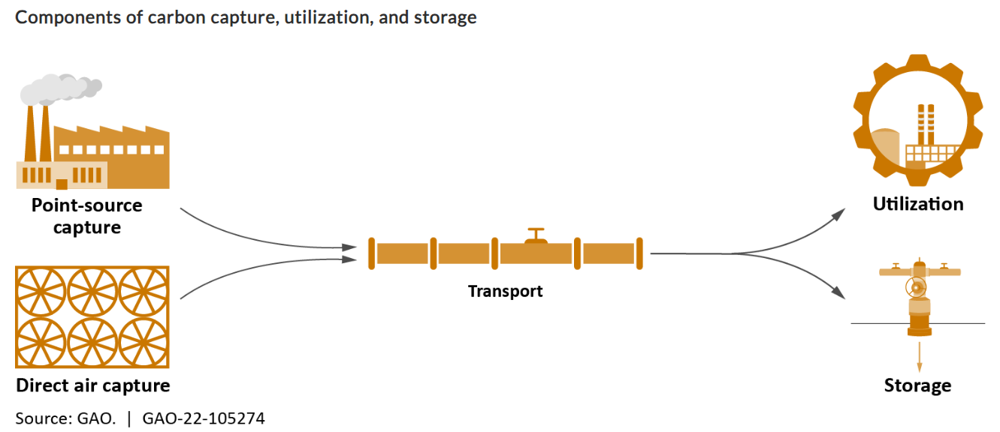 Components of carbon capture, utilization, and storage
Point-source
capture
Direct air capture
Transport
Utilization
Storage
Source: GAO. | GAO-22-105274